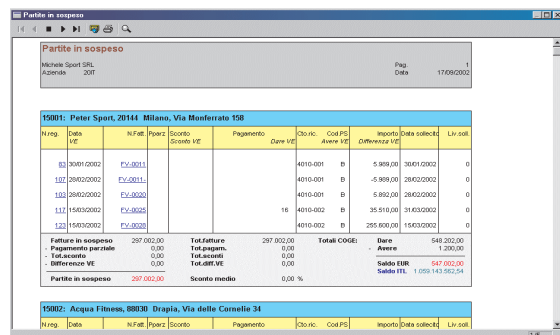 Partite in sospeso
Partite in sospeso
Michele Sport SRL Pag. 1
Azienda 20IT Data 17/09/2002
15001: Peter Sport, 20144 Milano, Via Monferrato 158
N.reg. Data N.Fatt. Pparz Sconto Pagamento Cto.ric. Cod.PS Importo Data sollecito Liv.soll.
VE Sconto VE Dare VE Avere VE Differenza VE
83 30/01/2002 FV-0011 4010-001 B 5.989,00 30/01/2002 0
107 28/02/2002 FV-0011- 4010-001 B -5.989,00 28/02/2002 0
103 28/02/2002 FV-0020 4010-001 B 5.892,00 28/02/2002 0
117 15/03/2002 FV-0025 16 4010-002 B 35.510,00 31/03/2002 0
123 15/03/2002 FV-0028 4010-002 B 255.600,00 15/03/2002 0
Fatture in sospeso 297.002,00 Tot.fatture 297.002,00 Totali COGE: Dare 548.202,00
- Pagamento parziale 0,00 Tot.pagam. 0,00 - Avere 1.200,00
- Tot.sconto 0,00 Tot.sconti 0,00
- Differenze VE 0,00 Tot.diff.VE 0,00 Saldo EUR 547.002,00
Saldo ITL 1.059.143.562,54
Partite in sospeso 297.002,00 Sconto medio 0,00 %
15002: Acqua Fitness, 88030 Drapia, Via delle Cornelie 34
N.reg. Data N.Fatt. Pparz Sconto Pagamento Cto.ric. Cod.PS Importo Data sollecito Liv.soll.